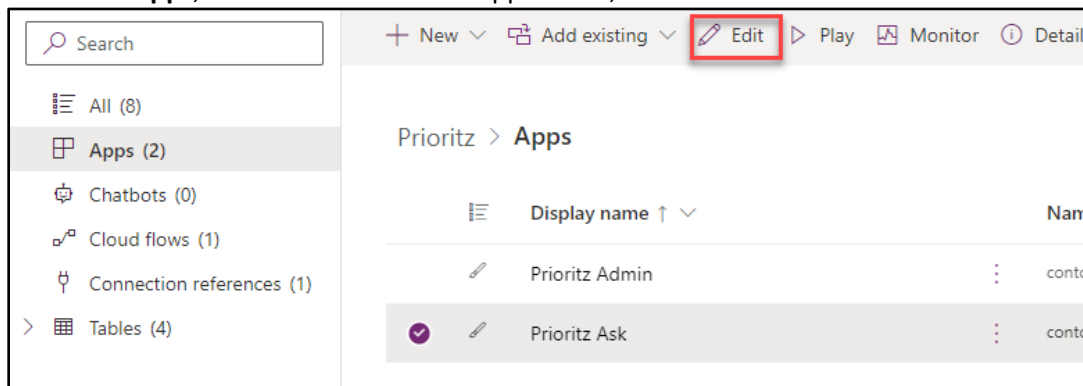 Search
New Add existing Edit Play Monitor Detail
All (8)
Apps (2)
Prioritz > Apps
Chatbots (0)
Display name ↑
Cloud flows (1)
Connection references (1)
Prioritz Admin
Tables (4)
Prioritz Ask